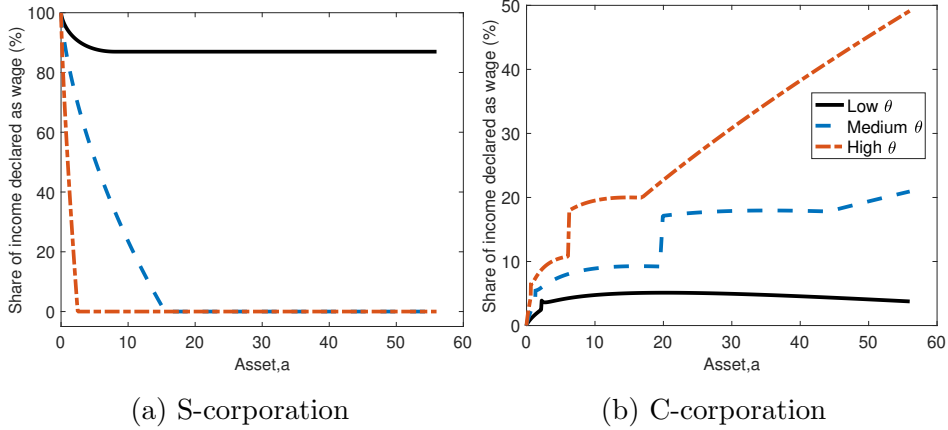 Share of income declared as wage (%)
100
80
60
40
20
0
0
10
20
30
40
50
60
Asset,a
(a) S-corporation
Share of income declared as wage (%)
50
40
30
20
10
0
Low θ
Medium θ
High θ
0
10
20
30
40
50
60
Asset,a
(b) C-corporation